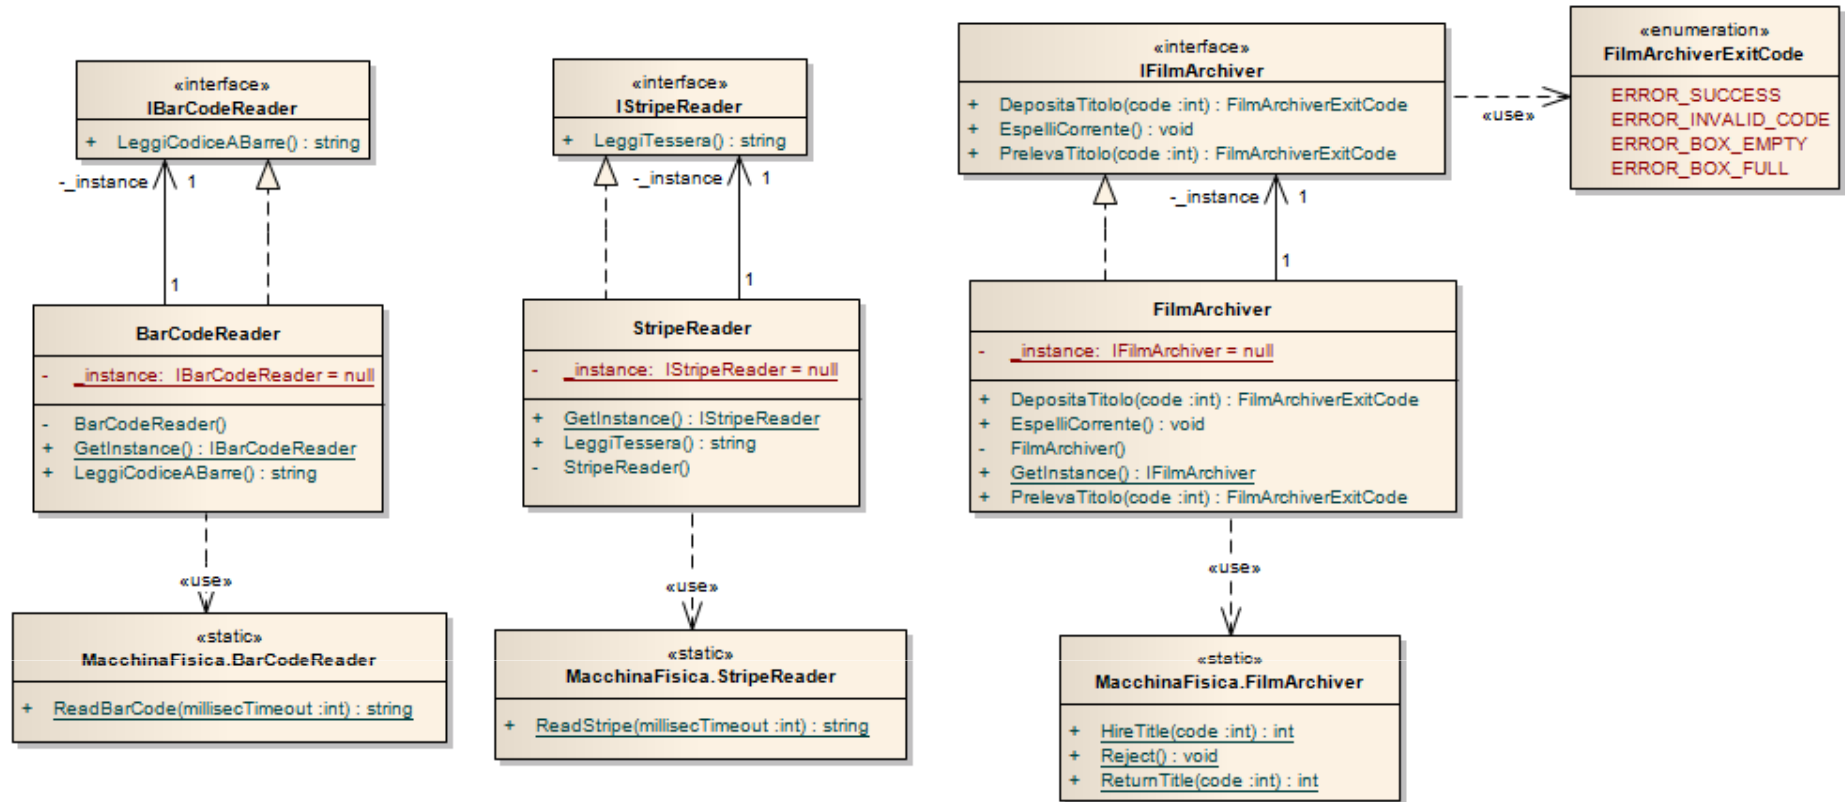 «interface»
IBarCodeReader
+ LeggiCodiceABarre() : string
-_instance 1
1
BarCodeReader
- _instance: IBarCodeReader = null
- BarCodeReader()
+ GetInstance() : IBarCodeReader
+ LeggiCodiceABarre() : string
«use»
«static»
MacchinaFisica.BarCodeReader
+ ReadBarCode(millisecTimeout :int) : string
«interface»
IStripeReader
+ LeggiTessera() : string
-_instance 1
1
StripeReader
- _instance: IStripeReader = null
+ GetInstance() : IStripeReader
+ LeggiTessera() : string
- StripeReader()
«use»
«static»
MacchinaFisica.StripeReader
+ ReadStripe(millisecTimeout :int) : string
«interface»
IFilmArchiver
+ DepositaTitolo(code :int) : FilmArchiverExitCode
+ EspelliCorrente() : void
+ PrelevaTitolo(code :int) : FilmArchiverExitCode
«use»
«enumeration»
FilmArchiverExitCode
ERROR_SUCCESS
ERROR_INVALID_CODE
ERROR_BOX_EMPTY
ERROR_BOX_FULL
-_instance 1
1
FilmArchiver
- _instance: IFilmArchiver = null
+ DepositaTitolo(code :int) : FilmArchiverExitCode
+ EspelliCorrente() : void
- FilmArchiver()
+ GetInstance() : IFilmArchiver
+ PrelevaTitolo(code :int) : FilmArchiverExitCode
«use»
«static»
MacchinaFisica.FilmArchiver
+ HireTitle(code :int) : int
+ Reject() : void
+ ReturnTitle(code :int) : int